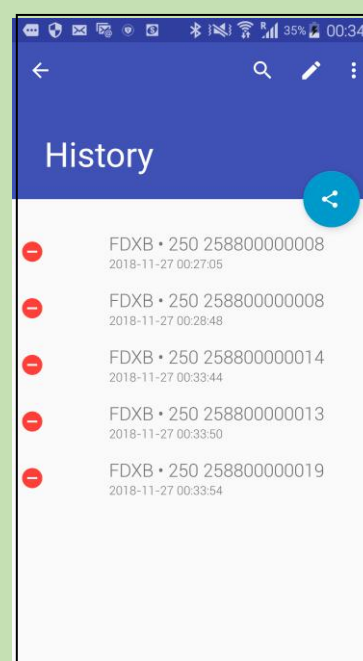 R 35% 00:34
History
FDXB • 250 258800000008
2018-11-27 00:27:05
FDXB • 250 258800000008
2018-11-27 00:28:48
FDXB • 250 258800000014
2018-11-27 00:33:44
FDXB • 250 258800000013
2018-11-27 00:33:50
FDXB • 250 258800000019
2018-11-27 00:33:54